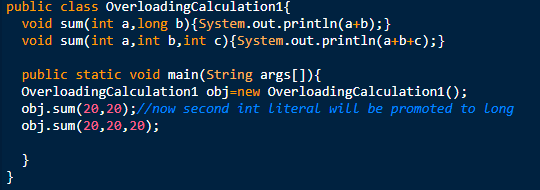 public class OverloadingCalculation1{
  void sum(int a,long b){System.out.println(a+b);}
  void sum(int a,int b,int c){System.out.println(a+b+c);}

  public static void main(String args[]){
  OverloadingCalculation1 obj=new OverloadingCalculation1();
  obj.sum(20,20);//now second int literal will be promoted to long
  obj.sum(20,20,20);

  }
}